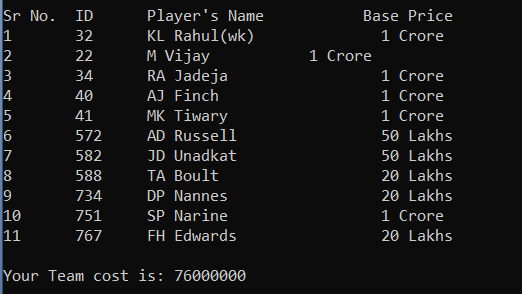 Sr No.  ID      Player's Name           Base Price
1       32      KL Rahul(wk)              1 Crore
2       22      M Vijay           1 Crore
3       34      RA Jadeja                 1 Crore
4       40      AJ Finch                  1 Crore
5       41      MK Tiwary                 1 Crore
6       572     AD Russell                50 Lakhs
7       582     JD Unadkat                50 Lakhs
8       588     TA Boult                  20 Lakhs
9       734     DP Nannes                 20 Lakhs
10      751     SP Narine                 1 Crore
11      767     FH Edwards                20 Lakhs
Your Team cost is: 76000000